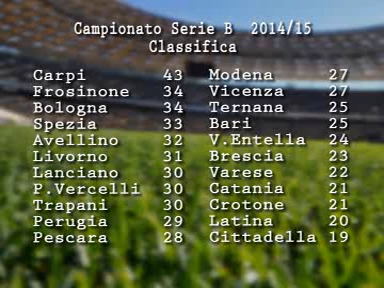 Campionato Serie B 2014/15
Classifica
Carpi 43
Frosinone 34
Bologna 34
Spezia 33
Avellino 32
Livorno 31
Lanciano 30
P.Vercelli 30
Trapani 30
Perugia 29
Pescara 28
Modena 27
Vicenza 27
Ternana 25
Bari 25
V.Entella 24
Brescia 23
Varese 22
Catania 21
Crotone 21
Latina 20
Cittadella 19